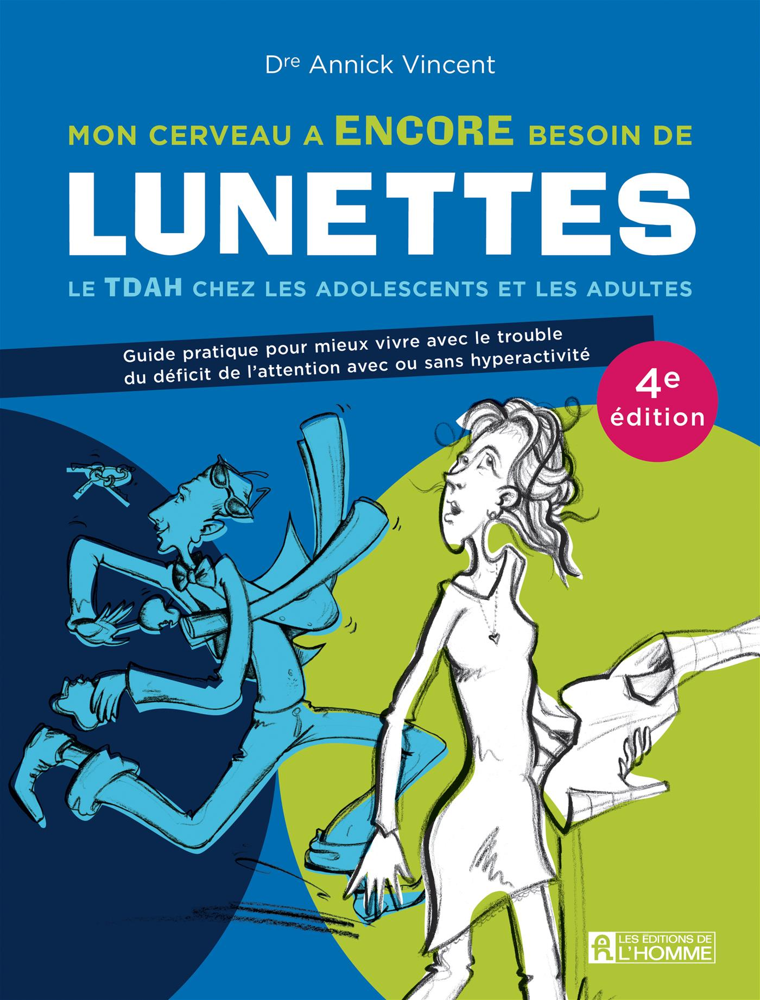 Dre Annick Vincent
MON CERVEAU A ENCORE BESOIN DE
LUNETTES
LE TDAH CHEZ LES ADOLESCENTS ET LES ADULTES
Guide pratique pour mieux vivre avec le trouble
du déficit de l'attention avec ou sans hyperactivité
4e
édition
LES ÉDITIONS DE
L'HOMME